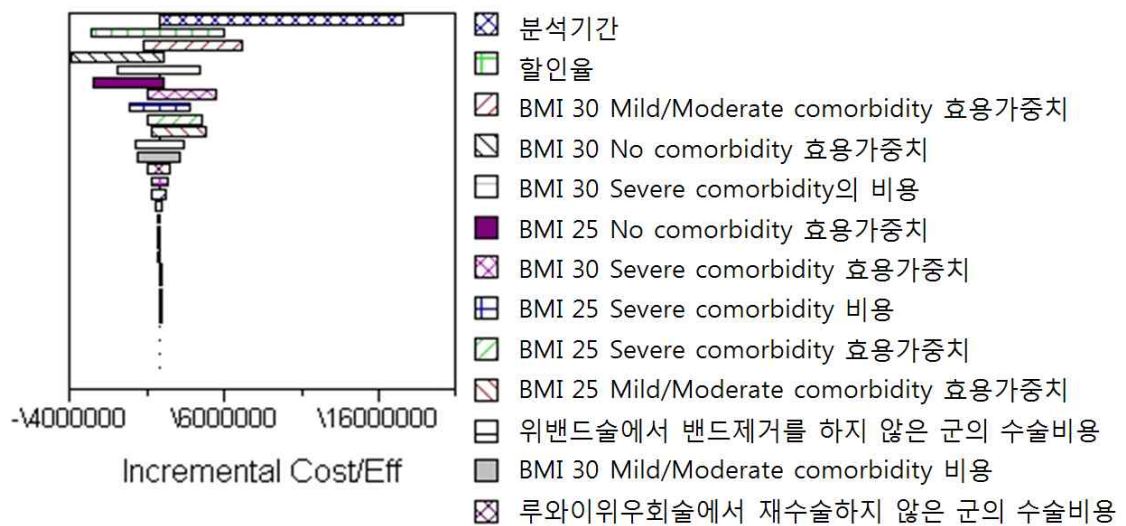 분석기간
할인율
BMI 30 Mild/Moderate comorbidity 효용가중치
BMI 30 No comorbidity 효용가중치
BMI 30 Severe comorbidity의 비용
BMI 25 No comorbidity 효용가중치
BMI 30 Severe comorbidity 효용가중치
BMI 25 Severe comorbidity 비용
BMI 25 Severe comorbidity 효용가중치
BMI 25 Mild/Moderate comorbidity 효용가중치
위밴드술에서 밴드제거를 하지 않은 군의 수술비용
BMI 30 Mild/Moderate comorbidity 비용
루와이위우회술에서 재수술하지 않은 군의 수술비용
-\40000000 \6000000 \16000000
Incremental Cost/Eff